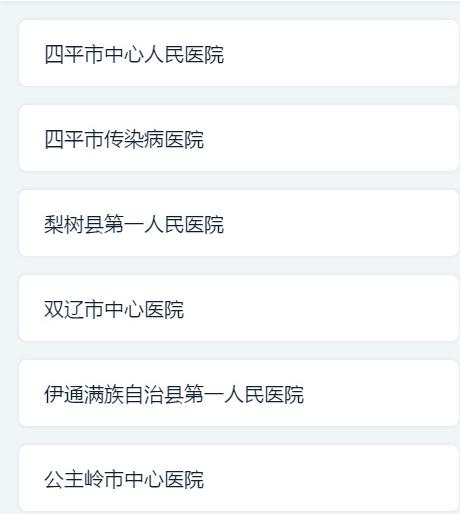 四平市中心人民医院
四平市传染病医院
梨树县第一人民医院
双辽市中心医院
伊通满族自治县第一人民医院
公主岭市中心医院